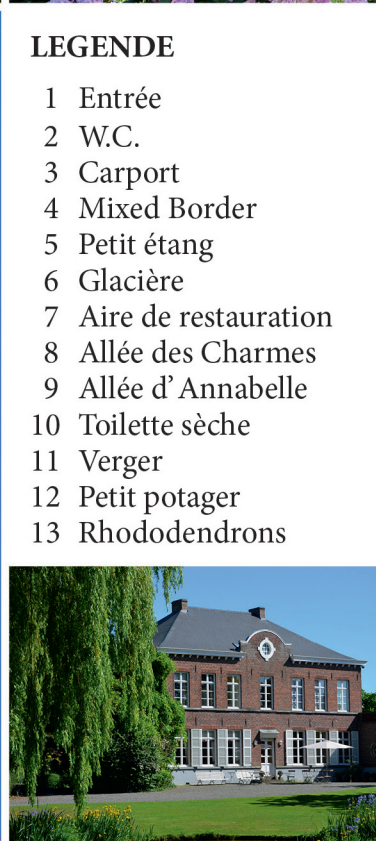 LEGENDE
1 Entrée
2 W.C.
3 Carport
4 Mixed Border
5 Petit étang
6 Glacière
7 Aire de restauration
8 Allée des Charmes
9 Allée d’Annabelle
10 Toilette sèche
11 Verger
12 Petit potager
13 Rhododendrons